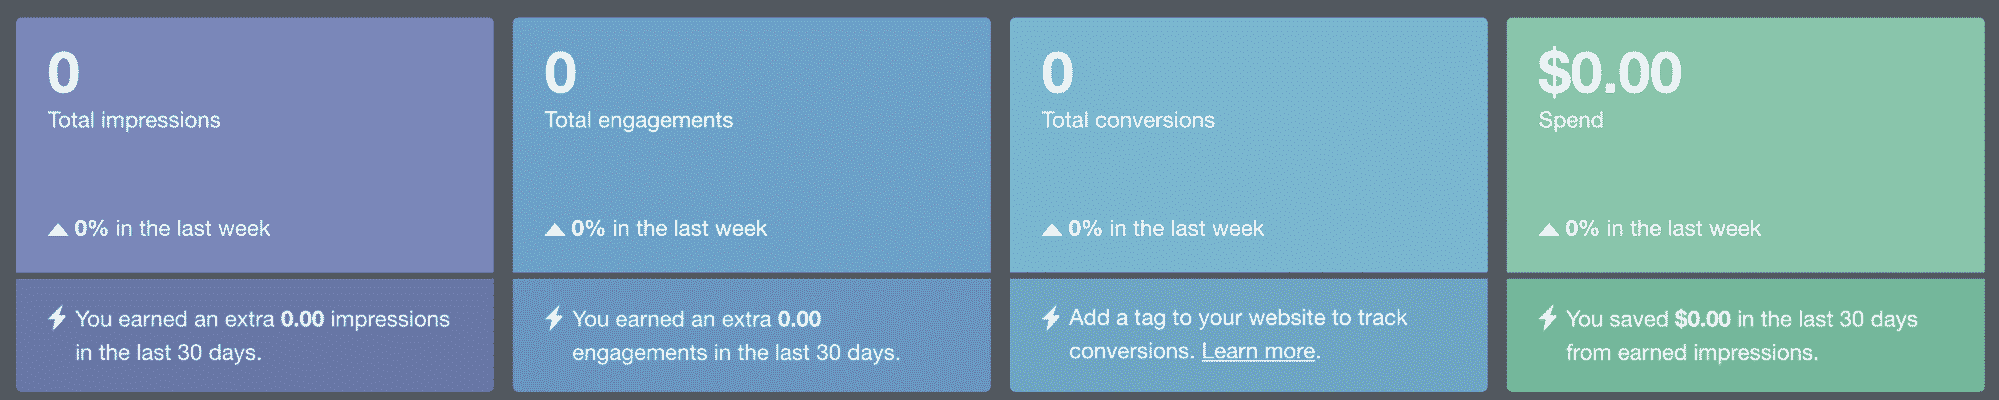 0
Total impressions
0% in the last week
You earned an extra 0.00 impressions
in the last 30 days.
0
Total engagements
0% in the last week
You earned an extra 0.00
engagements in the last 30 days.
0
Total conversions
0% in the last week
Add a tag to your website to track
conversions. Learn more.
$0.00
Spend
0% in the last week
You saved $0.00 in the last 30 days
from earned impressions.